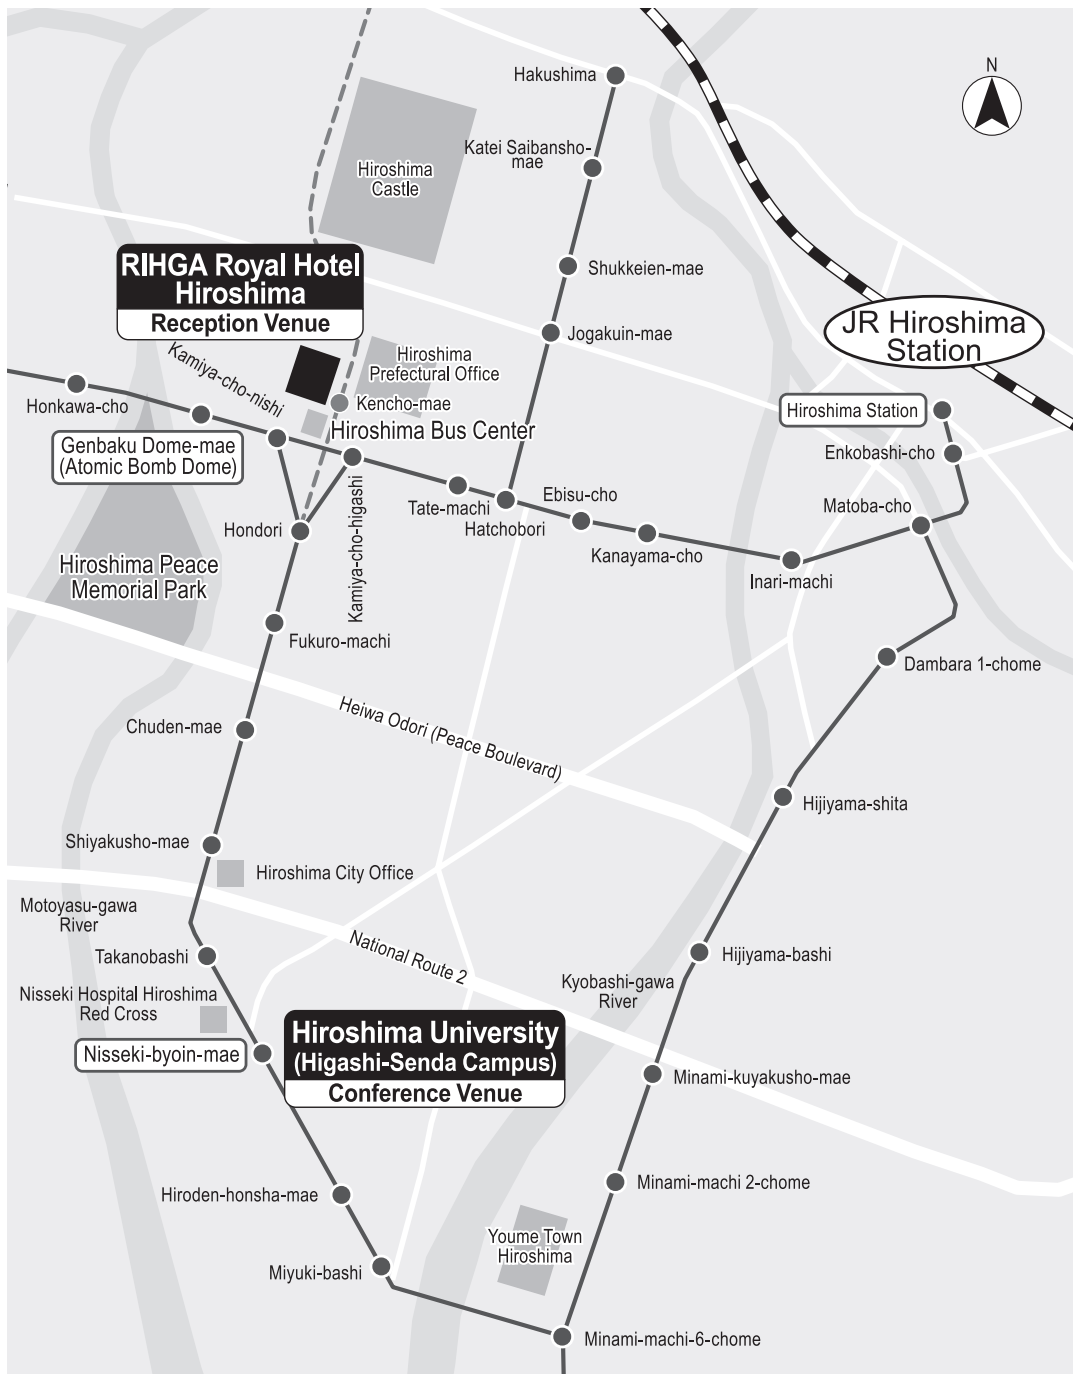 N
Hakushima
Katei Saibansho-
mae
Hiroshima
Castle
Shukkeien-mae
RIHGA Royal Hotel
Hiroshima
Reception Venue
Jogakuin-mae
JR Hiroshima
Station
Kamiya-cho-nishi
Hiroshima
Prefectural Office
Honkawa-cho
Kencho-mae
Hiroshima Station
Hiroshima Bus Center
Genbaku Dome-mae
(Atomic Bomb Dome)
Enkobashi-cho
Tate-machi
Hatchobori
Ebisu-cho
Matoba-cho
Hondori
Kamiya-cho-higashi
Kanayama-cho
Inari-machi
Hiroshima Peace
Memorial Park
Fukuro-machi
Dambara 1-chome
Chuden-mae
Heiwa Odori (Peace Boulevard)
Hijiyama-shita
Shiyakusho-mae
Hiroshima City Office
Motoyasu-gawa
River
Takanobashi
National Route 2
Hijiyama-bashi
Kyobashi-gawa
River
Nisseki Hospital Hiroshima
Red Cross
Nisseki-byoin-mae
Hiroshima University
(Higashi-Senda Campus)
Conference Venue
Minami-kuyakusho-mae
Hiroden-honsha-mae
Minami-machi 2-chome
Youme Town
Hiroshima
Miyuki-bashi
Minami-machi-6-chome